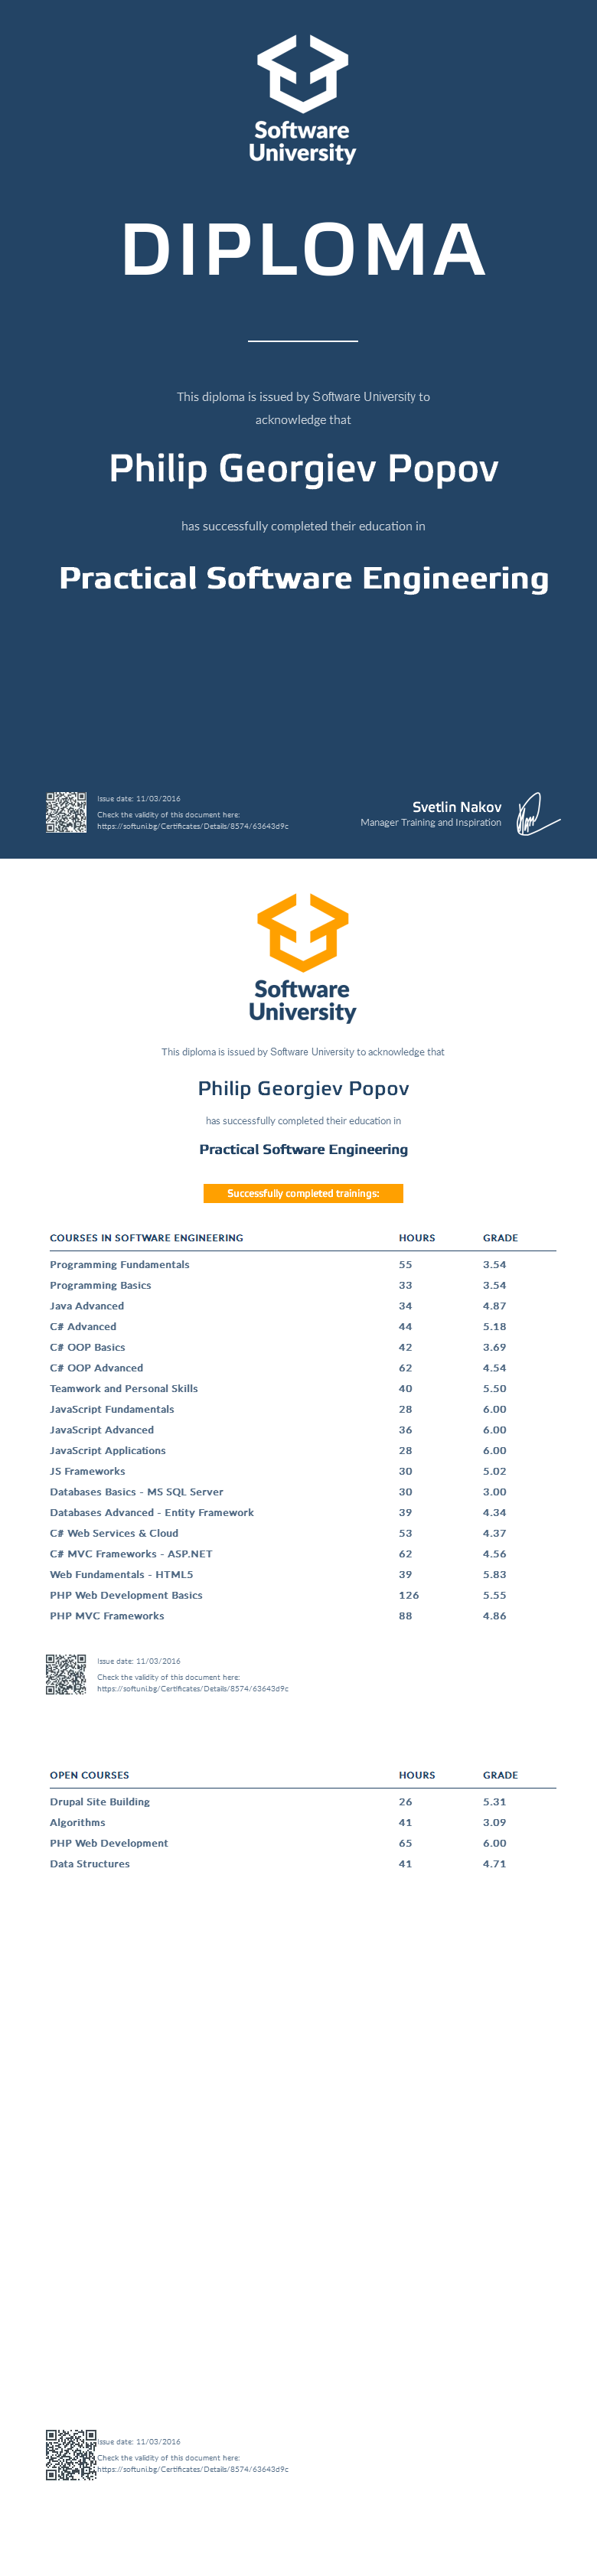 Software
University
DIPLOMA
This diploma is issued by Software University to
acknowledge that
Philip Georgiev Popov
has successfully completed their education in
Practical Software Engineering
Issue date: 11/03/2016
Check the validity of this document here:
https://softuni.bg/Certificates/Details/8574/63643d9c
Svetlin Nakov
Manager Training and Inspiration
Software
University
This diploma is issued by Software University to acknowledge that
Philip Georgiev Popov
has successfully completed their education in
Practical Software Engineering
Successfully completed trainings:
COURSES IN SOFTWARE ENGINEERING HOURS GRADE
Programming Fundamentals 55 3.54
Programming Basics 33 3.54
Java Advanced 34 4.87
C# Advanced 44 5.18
C# OOP Basics 42 3.69
C# OOP Advanced 62 4.54
Teamwork and Personal Skills 40 5.50
JavaScript Fundamentals 28 6.00
JavaScript Advanced 36 6.00
JavaScript Applications 28 6.00
JS Frameworks 30 5.02
Databases Basics - MS SQL Server 30 3.00
Databases Advanced - Entity Framework 39 4.34
C# Web Services & Cloud 53 4.37
C# MVC Frameworks - ASP.NET 62 4.56
Web Fundamentals - HTML5 39 5.83
PHP Web Development Basics 126 5.55
PHP MVC Frameworks 88 4.86
Issue date: 11/03/2016
Check the validity of this document here:
https://softuni.bg/Certificates/Details/8574/63643d9c
OPEN COURSES HOURS GRADE
Drupal Site Building 26 5.31
Algorithms 41 3.09
PHP Web Development 65 6.00
Data Structures 41 4.71
Issue date: 11/03/2016
Check the validity of this document here:
https://softuni.bg/Certificates/Details/8574/63643d9c